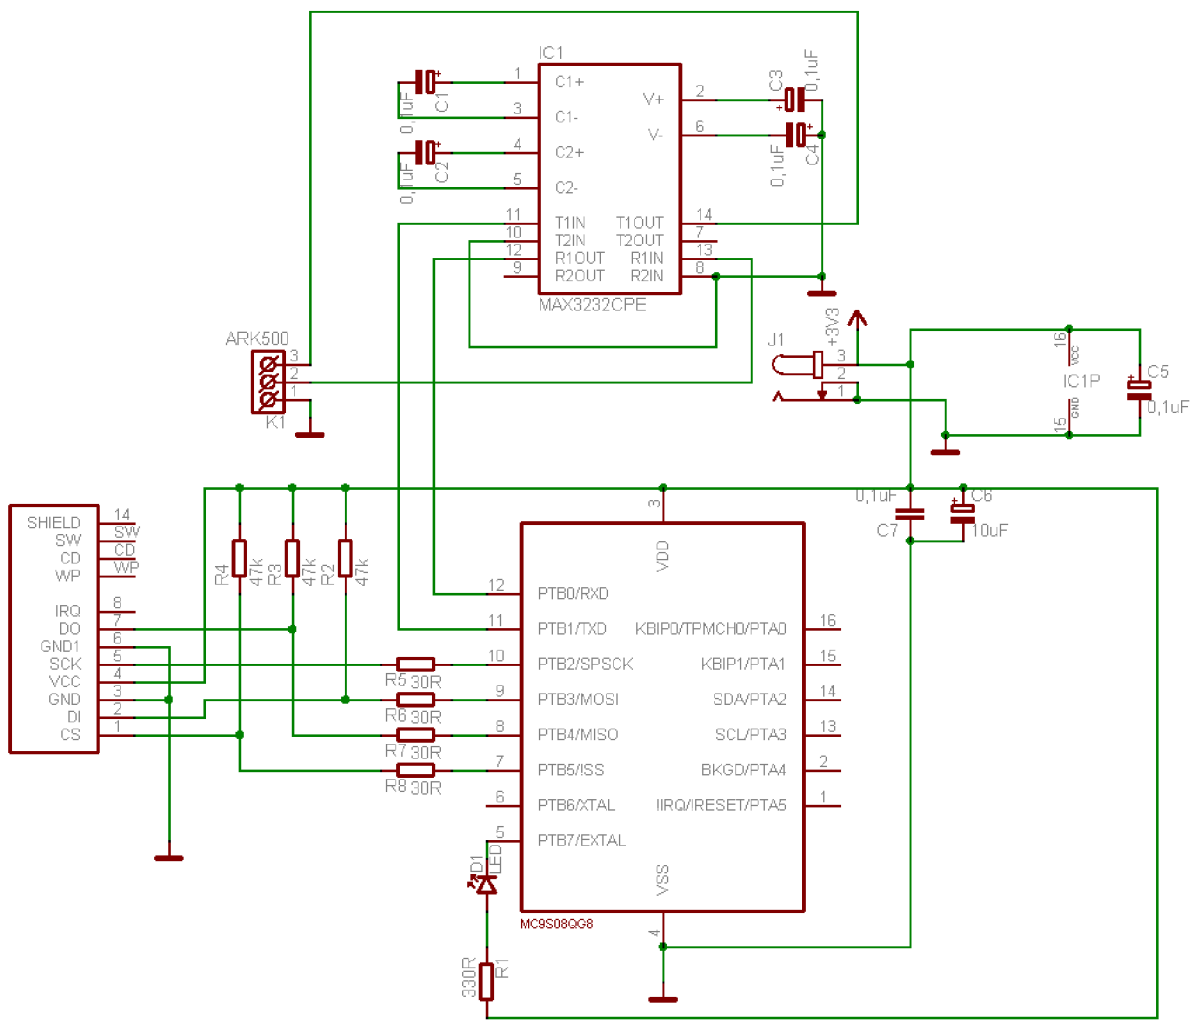 IC1
1 C1+
3 C1-
4 C2+
5 C2-
11 T1IN
10 T2IN
12 R1OUT
9 R2OUT
V+ 2
V- 6
T1OUT 14
T2OUT 7
R1IN 13
R2IN 8
MAX3232CPE
+
0,1uF
C1
+
0,1uF
C2
C3
0,1uF
+
+
0,1uF
C4
ARK500
3
2
1
K1
J1
+3V3
3
2
1
16
VCC
IC1P
GND
15
+
C5
0,1uF
0,1uF
C7
+
C6
10uF
SHIELD 14
SW SW
CD CD
WP WP
IRQ 8
DO 7
GND1 6
SCK 5
VCC 4
GND 3
DI 2
CS 1
R4
47k
R3
47k
R2
47k
R5 30R
R6 30R
R7 30R
R8 30R
3
VDD
12 PTB0/RXD
11 PTB1/TXD
10 PTB2/SPSCK
9 PTB3/MOSI
8 PTB4/MISO
7 PTB5/ISS
6 PTB6/XTAL
5 PTB7/EXTAL
KBIP0/TPMCH0/PTA0 16
KBIP1/PTA1 15
SDA/PTA2 14
SCL/PTA3 13
BKGD/PTA4 2
IIRQ/IRESET/PTA5 1
VSS
4
MC9S08QG8
D1
LED
330R
R1